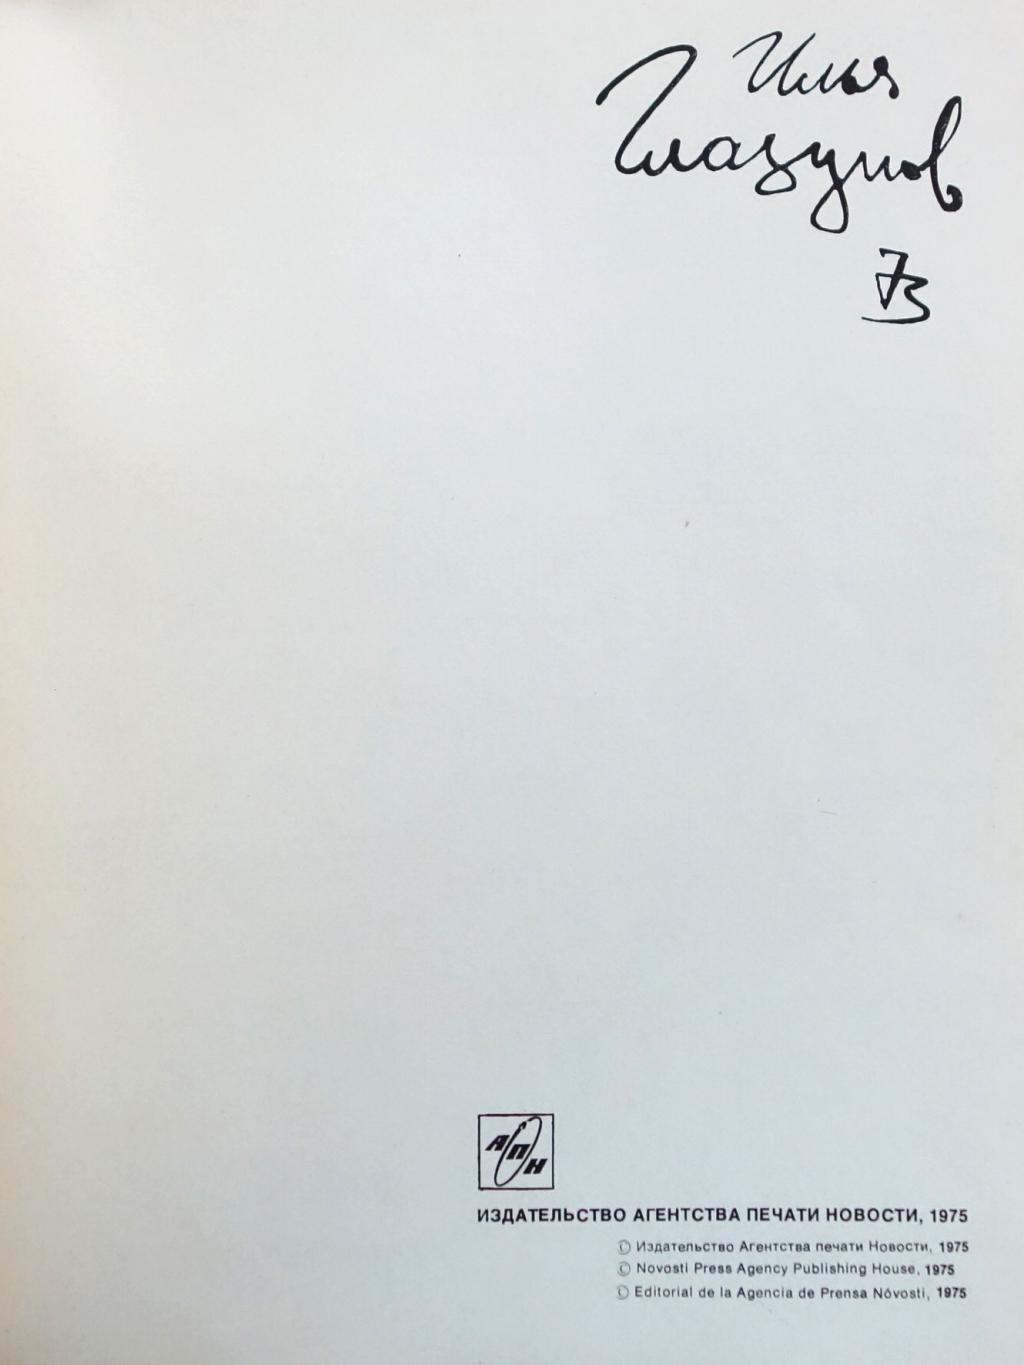 Илья
Глазунов
73
АПН
ИЗДАТЕЛЬСТВО АГЕНТСТВА ПЕЧАТИ НОВОСТИ, 1975
© Издательство Агентства печати Новости, 1975
© Novosti Press Agency Publishing House, 1975
© Editorial de la Agencia de Prensa Nóvosti, 1975